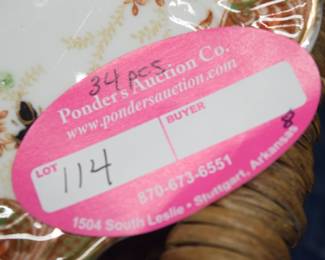 34 pcs
Ponder's Auction Co.
www.pondersauction.com
LOT
BUYER
114
870-673-6551
1504 South Leslie • Stuttgart, Arkansas
8